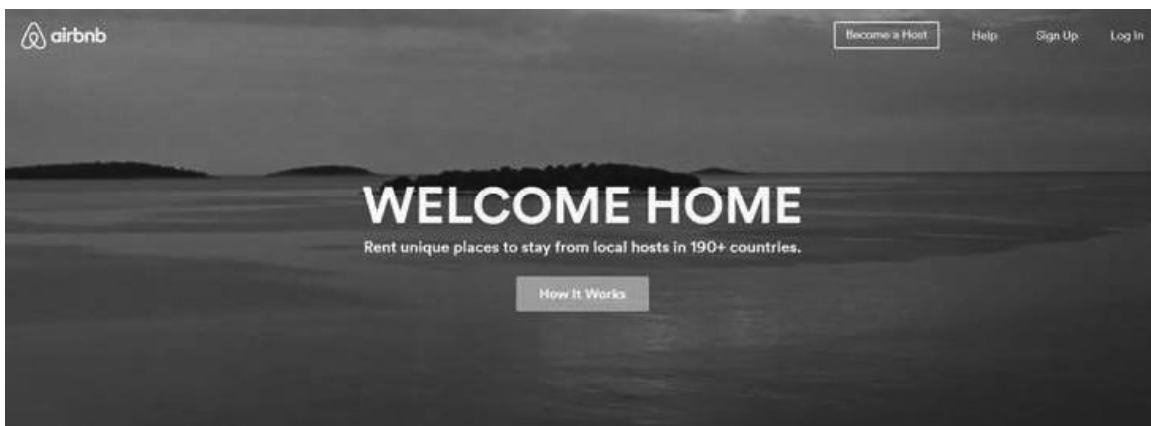 airbnb
Become a Host Help Sign Up Log In
WELCOME HOME
Rent unique places to stay from local hosts in 190+ countries.
How It Works